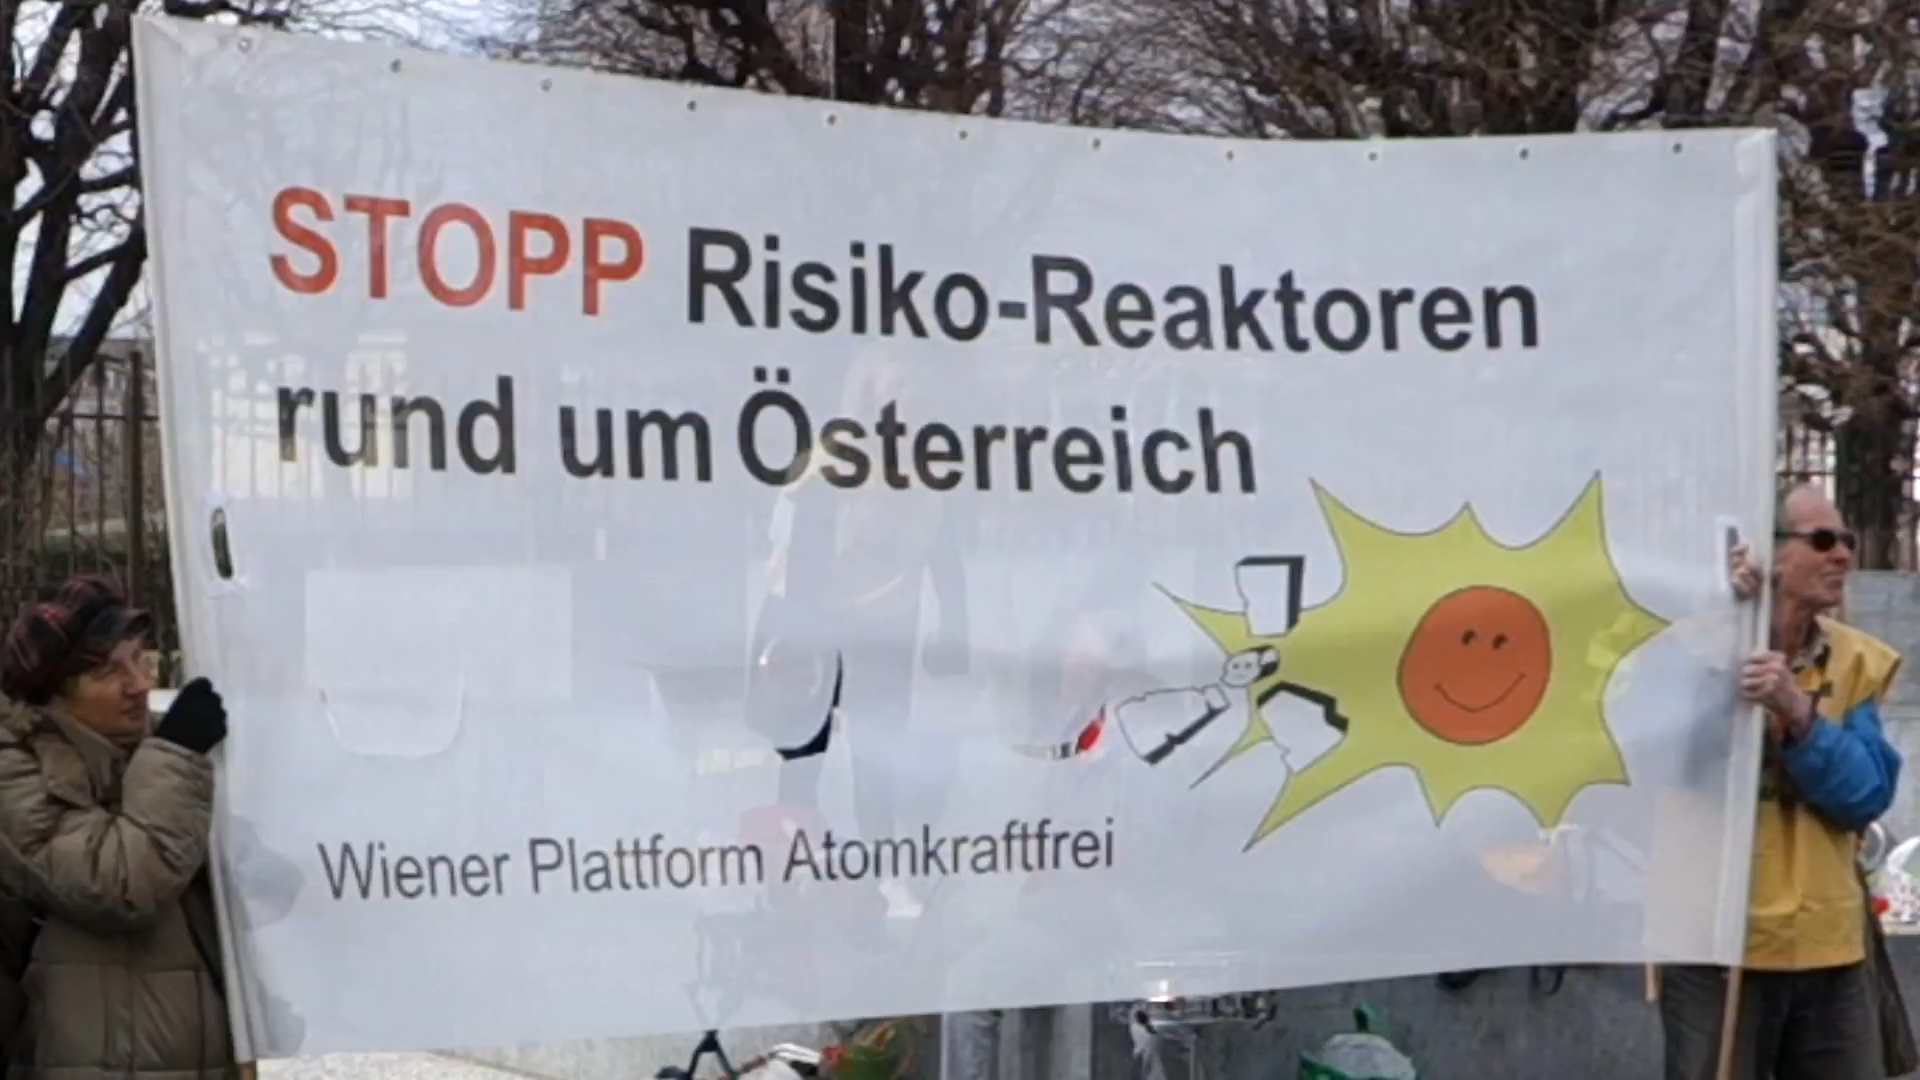 STOPP Risiko-Reaktoren
rund um Österreich
Wiener Plattform Atomkraftfrei